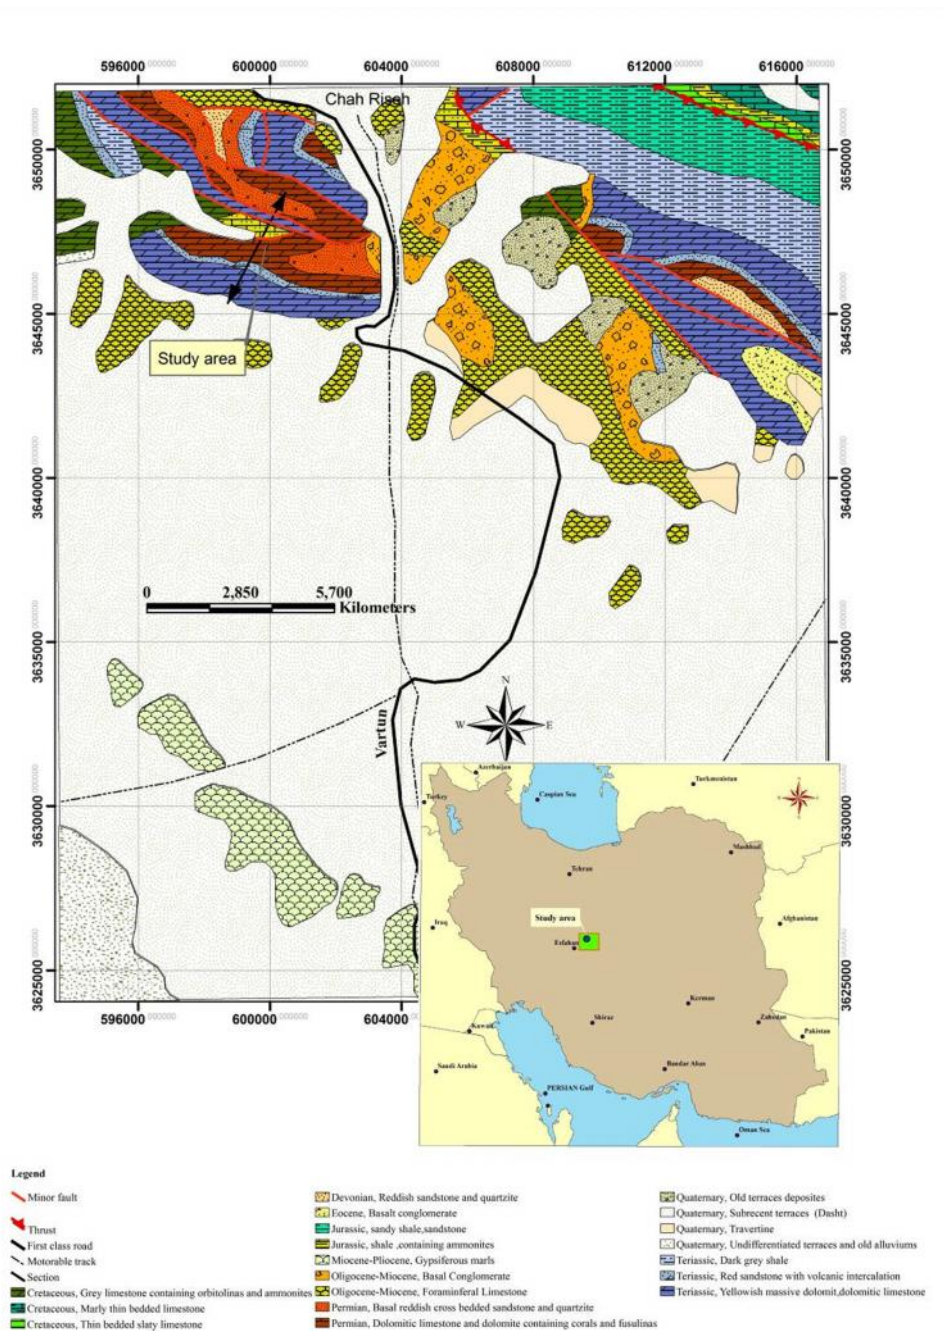 596000 600000 604000 608000 612000 616000
Chah Riseh
3650000 3650000
3645000 3645000
Study area
3640000 3640000
0 2,850 5,700
Kilometers
3635000 3635000
N
W E
Vartun
3630000 3630000
3625000 3625000
596000 600000 604000
Azerbaijan
Turkmenistan
Turkey
Caspian Sea
Mashhad
Tehran
Study area
Iraq
Afghanistan
Esfahan
Kerman
Shiraz
Zahedan
Kuwait
Pakistan
Saudi Arabia
Bandar Abas
PERSIAN Gulf
Oman Sea
Legend
Minor fault
Thrust
First class road
Motorable track
Section
Cretaceous, Grey limestone containing orbitolinas and ammonites
Cretaceous, Marly thin bedded limestone
Cretaceous, Thin bedded slaty limestone
Devonian, Reddish sandstone and quartzite
Eocene, Basalt conglomerate
Jurassic, sandy shale,sandstone
Jurassic, shale ,containing ammonites
Miocene-Pliocene, Gypsiferous marls
Oligocene-Miocene, Basal Conglomerate
Oligocene-Miocene, Foraminferal Limestone
Permian, Basal reddish cross bedded sandstone and quartzite
Permian, Dolomitic limestone and dolomite containing corals and fusulinas
Quaternary, Old terraces deposites
Quaternary, Subrecent terraces (Dasht)
Quaternary, Travertine
Quaternary, Undifferentiated terraces and old alluviums
Teriassic, Dark grey shale
Teriassic, Red sandstone with volcanic intercalation
Teriassic, Yellowish massive dolomit,dolomitic limestone